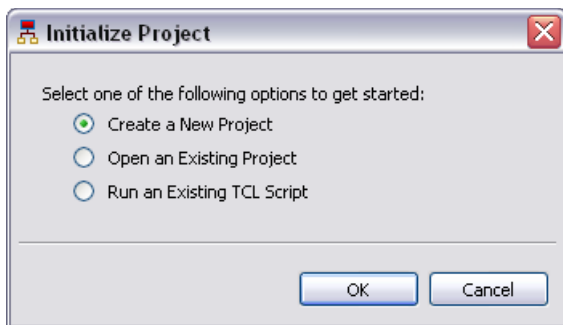 Initialize Project
Select one of the following options to get started:
Create a New Project
Open an Existing Project
Run an Existing TCL Script
OK Cancel